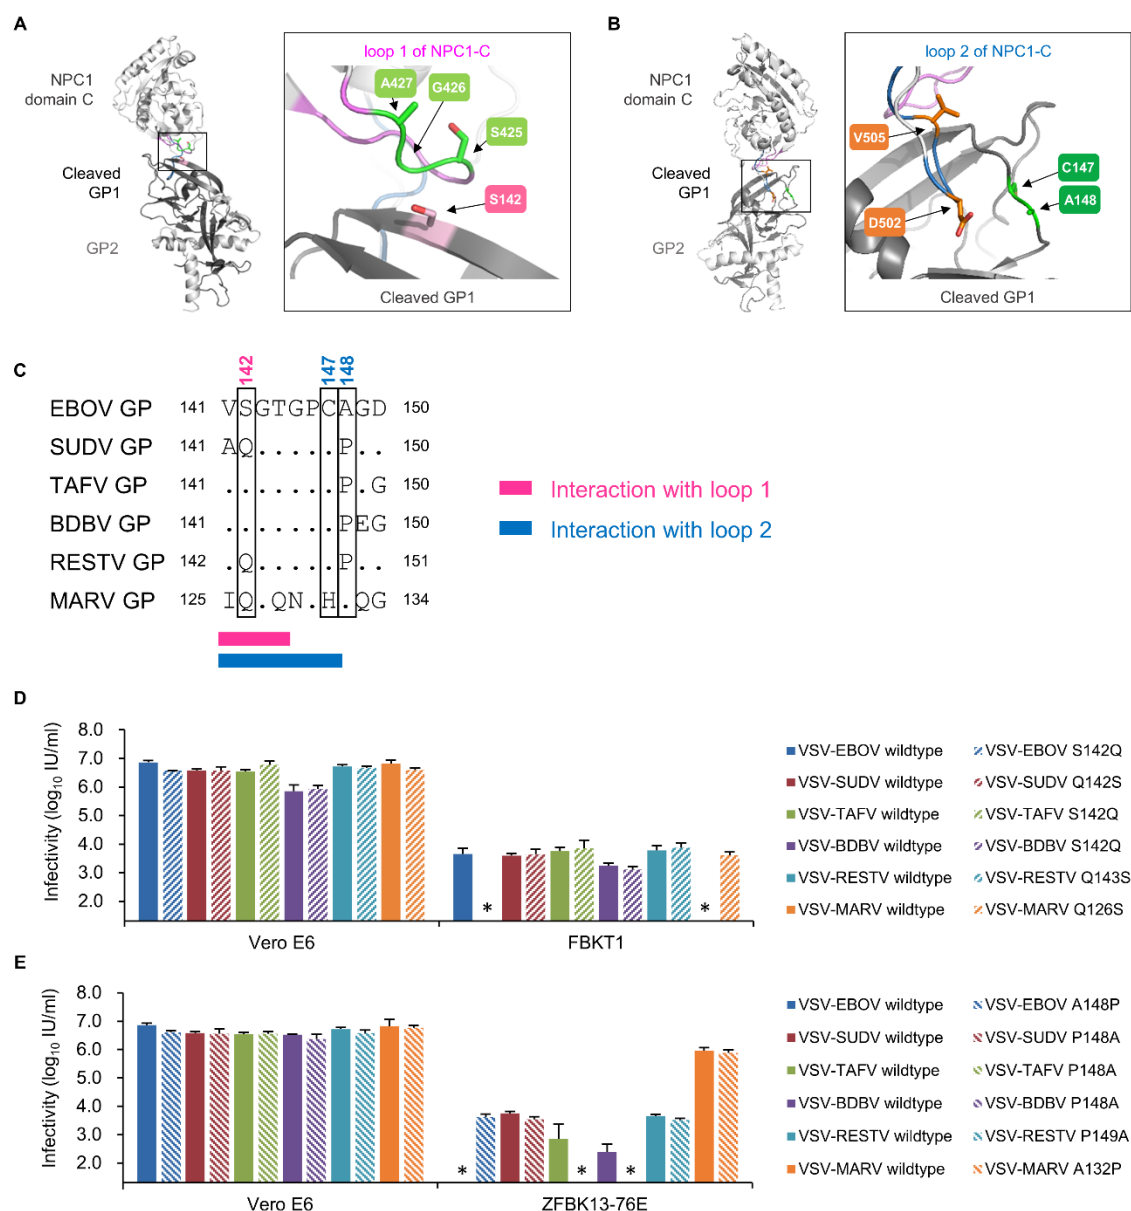 A
NPC1
domain C
Cleaved
GP1
GP2
loop 1 of NPC1-C
A427
G426
S425
S142
Cleaved GP1
B
NPC1
domain C
Cleaved
GP1
GP2
loop 2 of NPC1-C
V505
C147
A148
D502
Cleaved GP1
C
142 147 148
EBOV GP 141 VSGTGPCAGD 150
SUDV GP 141 AQ.....P.. 150
TAFV GP 141 .......P.G 150
BDBV GP 141 .......PEG 150
RESTV GP 142 .Q.....P.. 151
MARV GP 125 IQ.QN.H.QG 134
Interaction with loop 1
Interaction with loop 2
D
Infectivity (log10 IU/ml)
8.0
7.0
6.0
5.0
4.0
3.0
2.0
* *
Vero E6 FBKT1
VSV-EBOV wildtype VSV-EBOV S142Q
VSV-SUDV wildtype VSV-SUDV Q142S
VSV-TAFV wildtype VSV-TAFV S142Q
VSV-BDBV wildtype VSV-BDBV S142Q
VSV-RESTV wildtype VSV-RESTV Q143S
VSV-MARV wildtype VSV-MARV Q126S
E
Infectivity (log10 IU/ml)
8.0
7.0
6.0
5.0
4.0
3.0
2.0
* * *
Vero E6 ZFBK13-76E
VSV-EBOV wildtype VSV-EBOV A148P
VSV-SUDV wildtype VSV-SUDV P148A
VSV-TAFV wildtype VSV-TAFV P148A
VSV-BDBV wildtype VSV-BDBV P148A
VSV-RESTV wildtype VSV-RESTV P149A
VSV-MARV wildtype VSV-MARV A132P